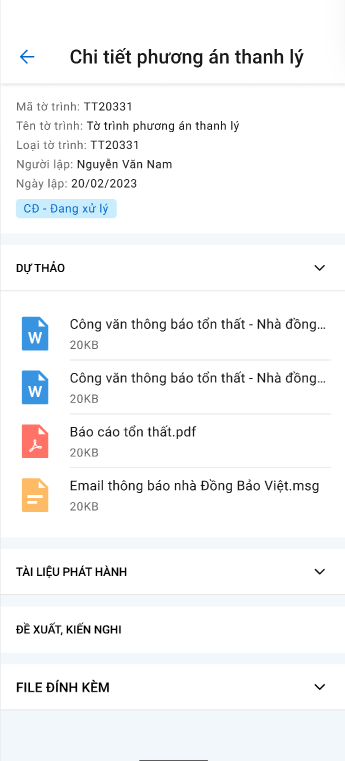 Chi tiết phương án thanh lý
Mã tờ trình: TT20331
Tên tờ trình: Tờ trình phương án thanh lý
Loại tờ trình: TT20331
Người lập: Nguyễn Văn Nam
Ngày lập: 20/02/2023
CĐ - Đang xử lý
DỰ THẢO
W
Công văn thông báo tổn thất - Nhà đồng...
20KB
W
Công văn thông báo tổn thất - Nhà đồng...
20KB
Báo cáo tổn thất.pdf
20KB
Email thông báo nhà Đồng Bảo Việt.msg
20KB
TÀI LIỆU PHÁT HÀNH
ĐỀ XUẤT, KIẾN NGHI
FILE ĐÍNH KÈM